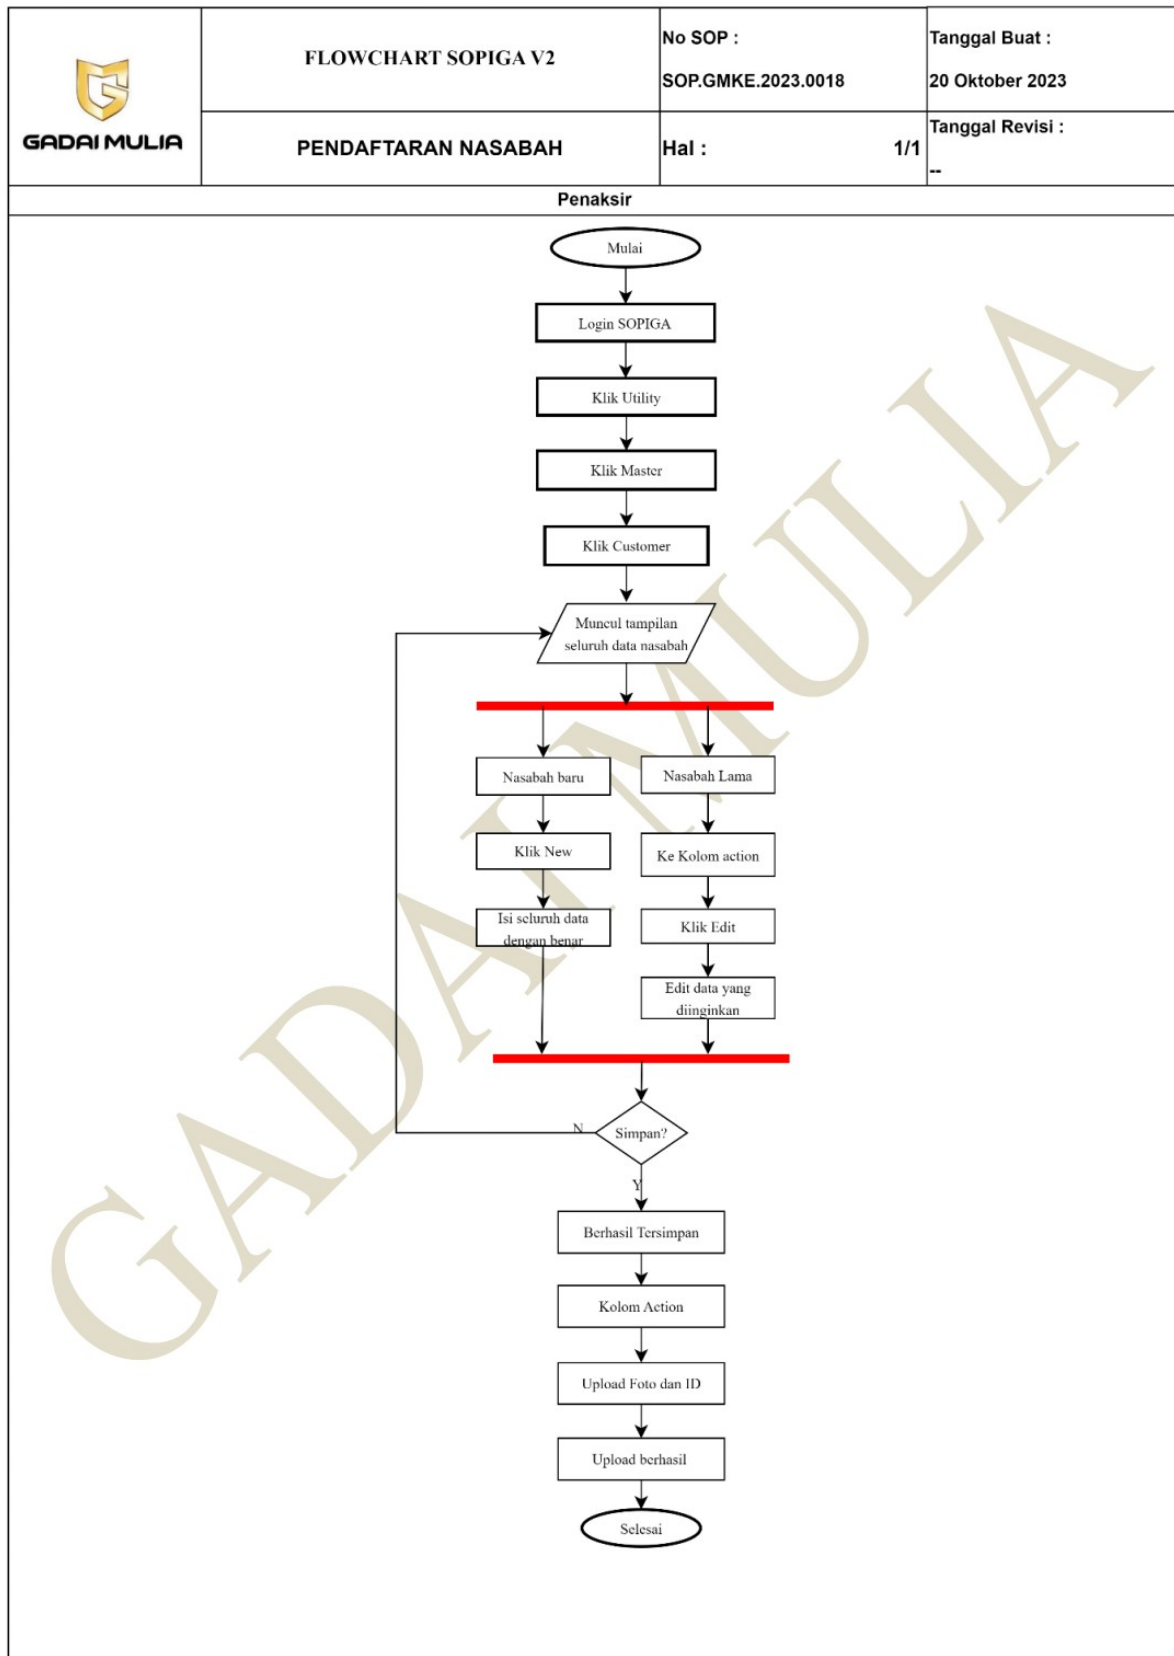 GADAI MULIA
FLOWCHART SOPIGA V2
No SOP :
SOP.GMKE.2023.0018
Tanggal Buat :
20 Oktober 2023
PENDAFTARAN NASABAH
Hal : 1/1
Tanggal Revisi :
--
Penaksir
Mulai
Login SOPIGA
Klik Utility
Klik Master
Klik Customer
Muncul tampilan
seluruh data nasabah
Nasabah baru
Nasabah Lama
Klik New
Ke Kolom action
Isi seluruh data
dengan benar
Klik Edit
Edit data yang
diinginkan
N
Simpan?
Y
Berhasil Tersimpan
Kolom Action
Upload Foto dan ID
Upload berhasil
Selesai
GADAI MULIA